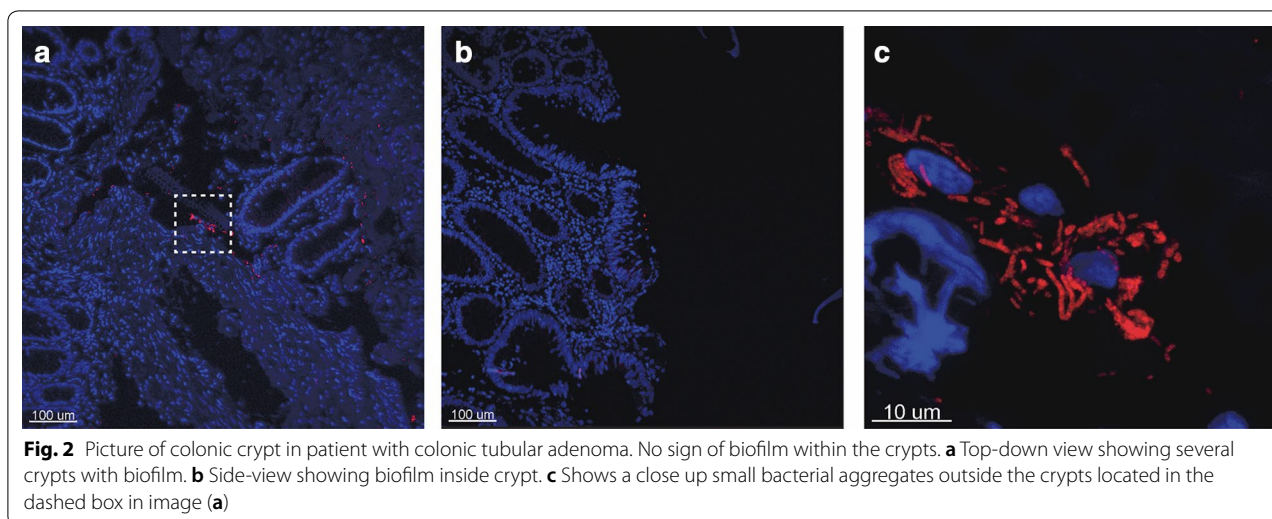 a
b
c
100 um
100 um
10 um
Fig. 2 Picture of colonic crypt in patient with colonic tubular adenoma. No sign of biofilm within the crypts. a Top-down view showing several
crypts with biofilm. b Side-view showing biofilm inside crypt. c Shows a close up small bacterial aggregates outside the crypts located in the
dashed box in image (a)